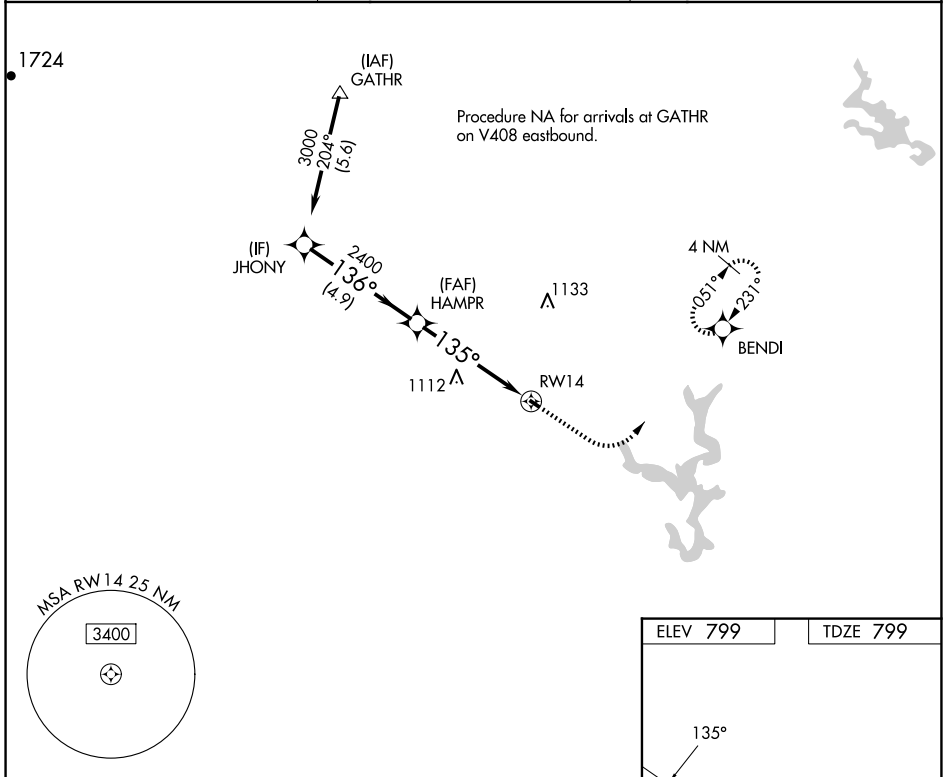 1724
(IAF)
GATHR
Procedure NA for arrivals at GATHR
on V408 eastbound.
3000
204°
(5.6)
(IF)
JHONY
2400
136°
(4.9)
(FAF)
HAMPR
1133
4 NM
051°
231°
BENDI
135°
1112
RW14
MSA RW14 25 NM
3400
ELEV 799
TDZE 799
135°